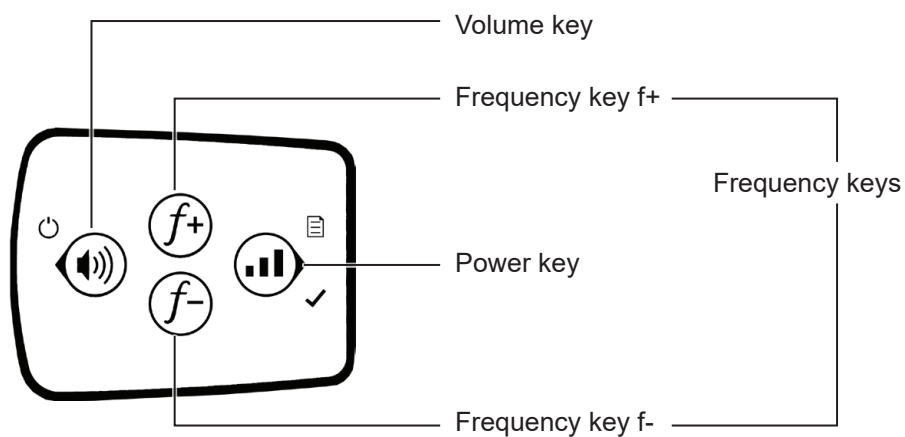 Volume key
Frequency key f+
Frequency keys
f+
Power key
f-
Frequency key f-